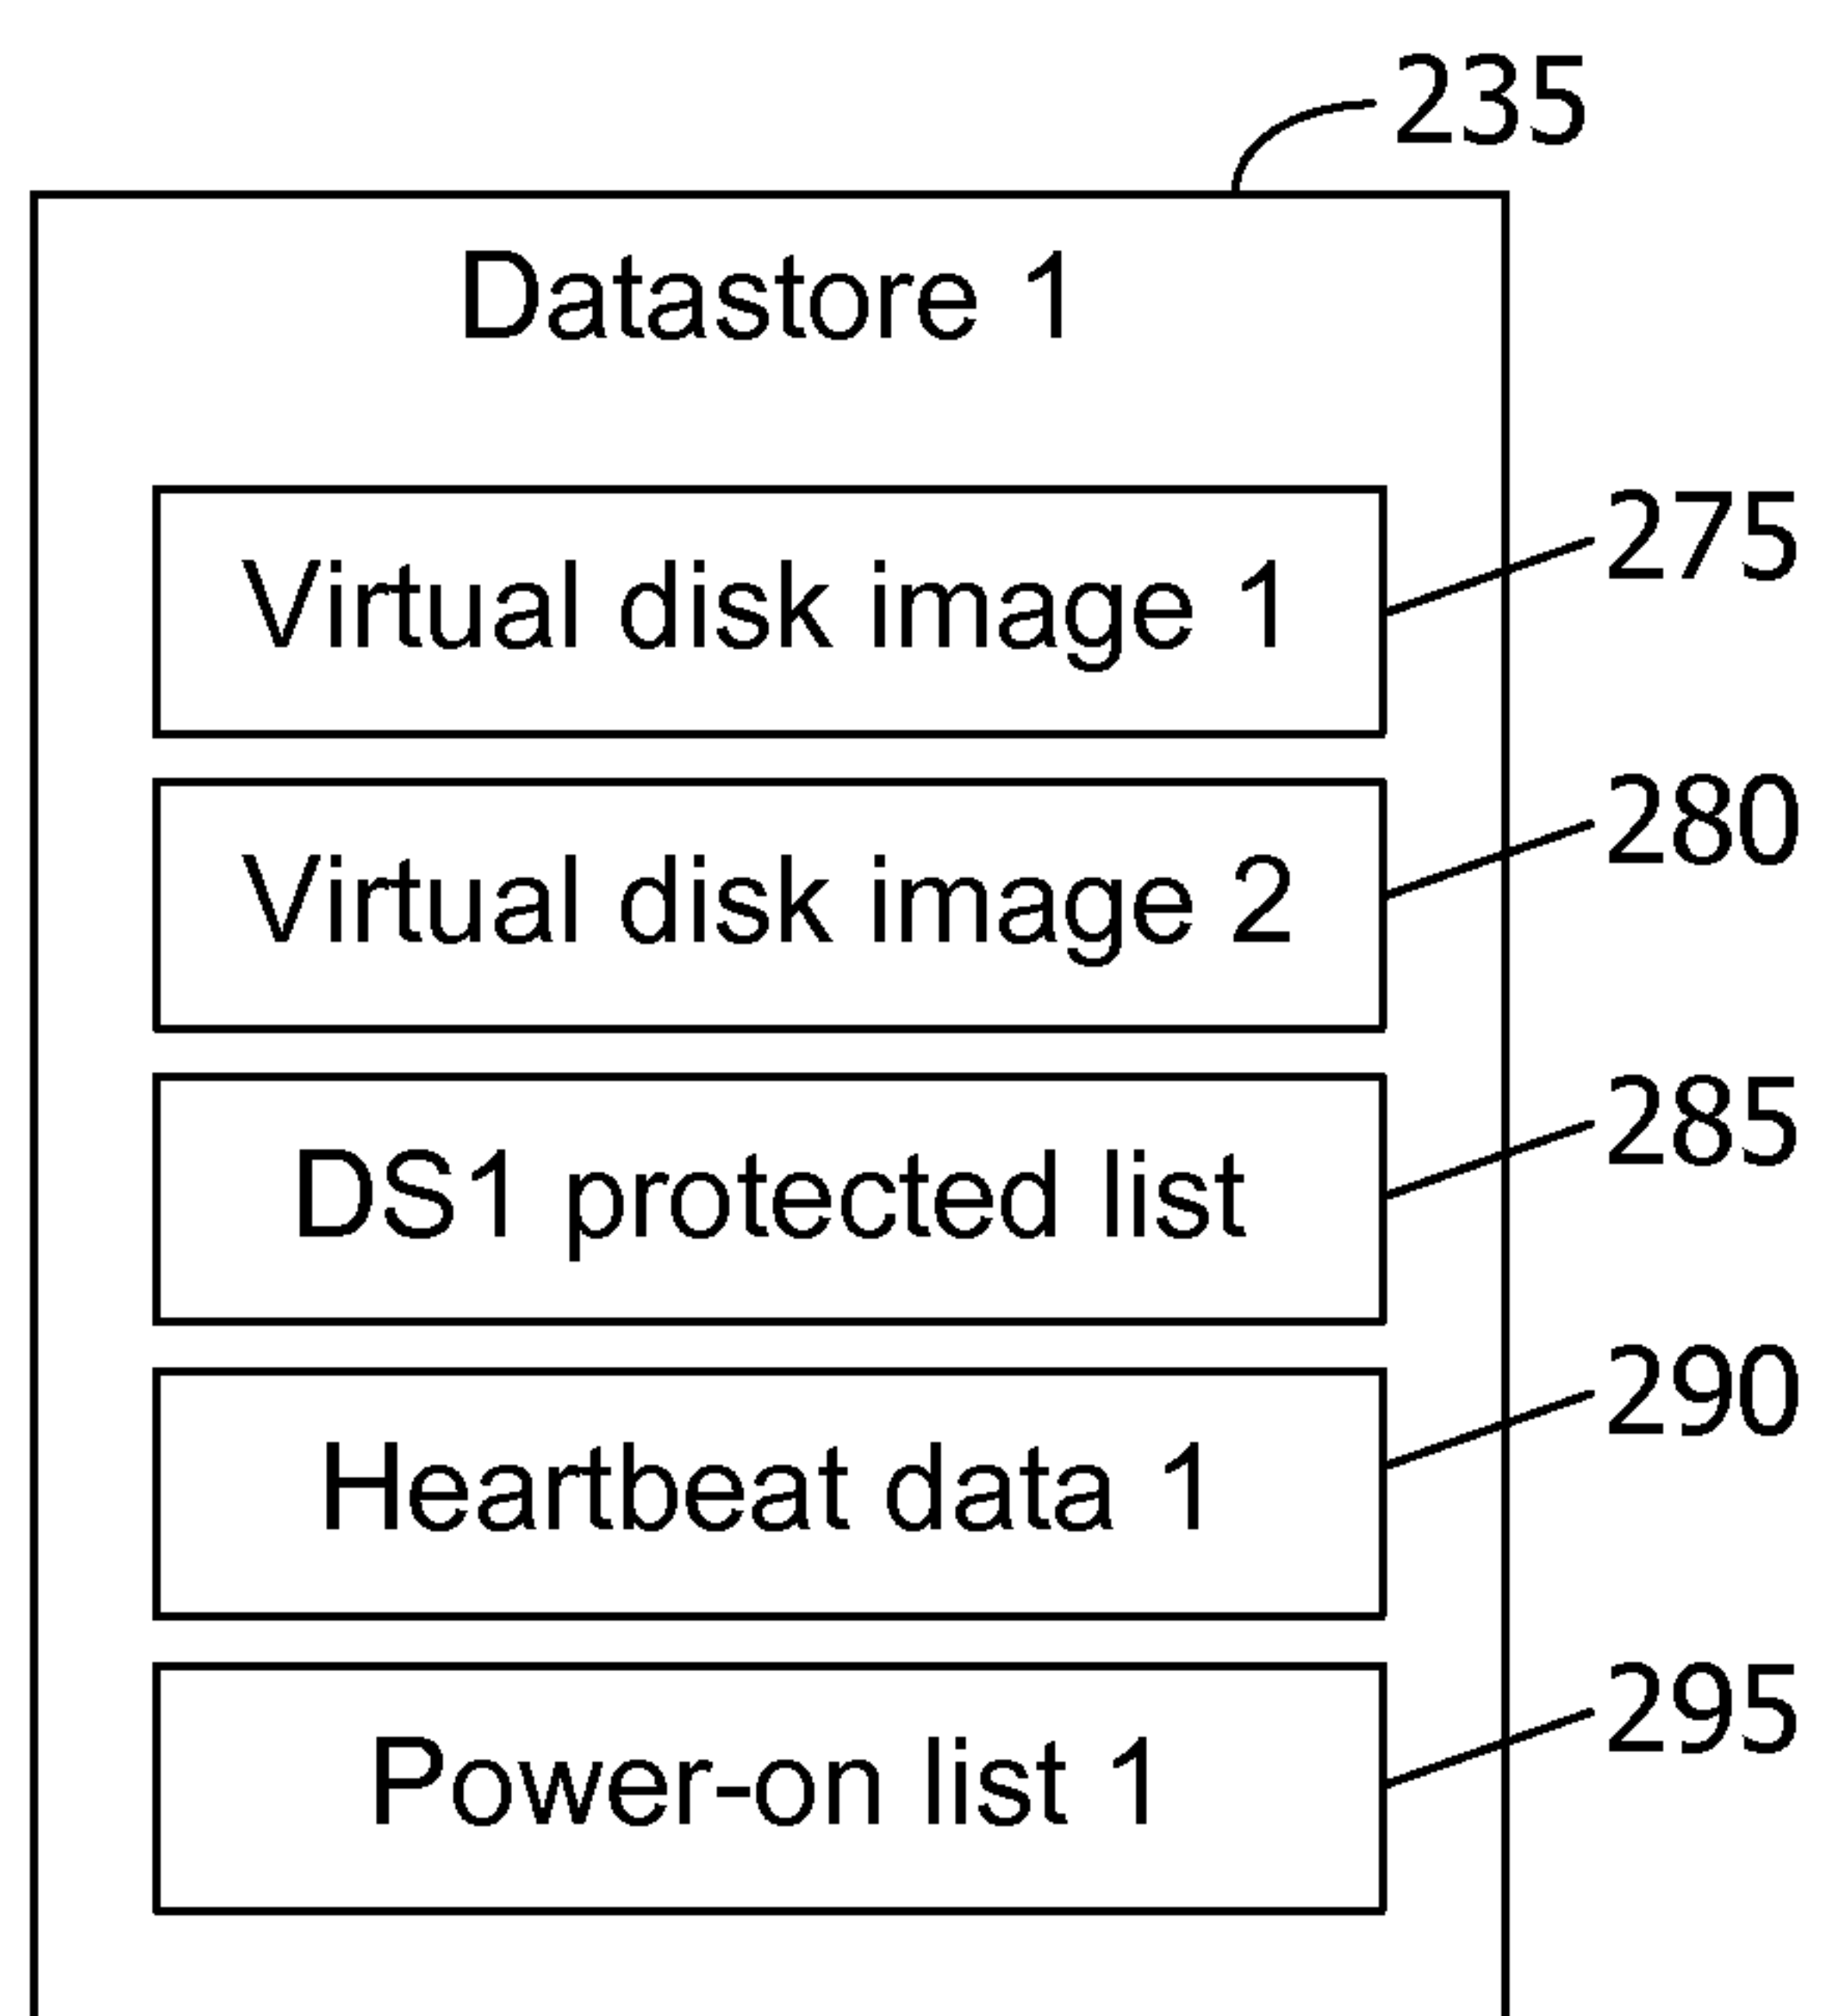 235
Datastore 1
Virtual disk image 1
275
Virtual disk image 2
280
DS1 protected list
285
Heartbeat data 1
290
Power-on list 1
295